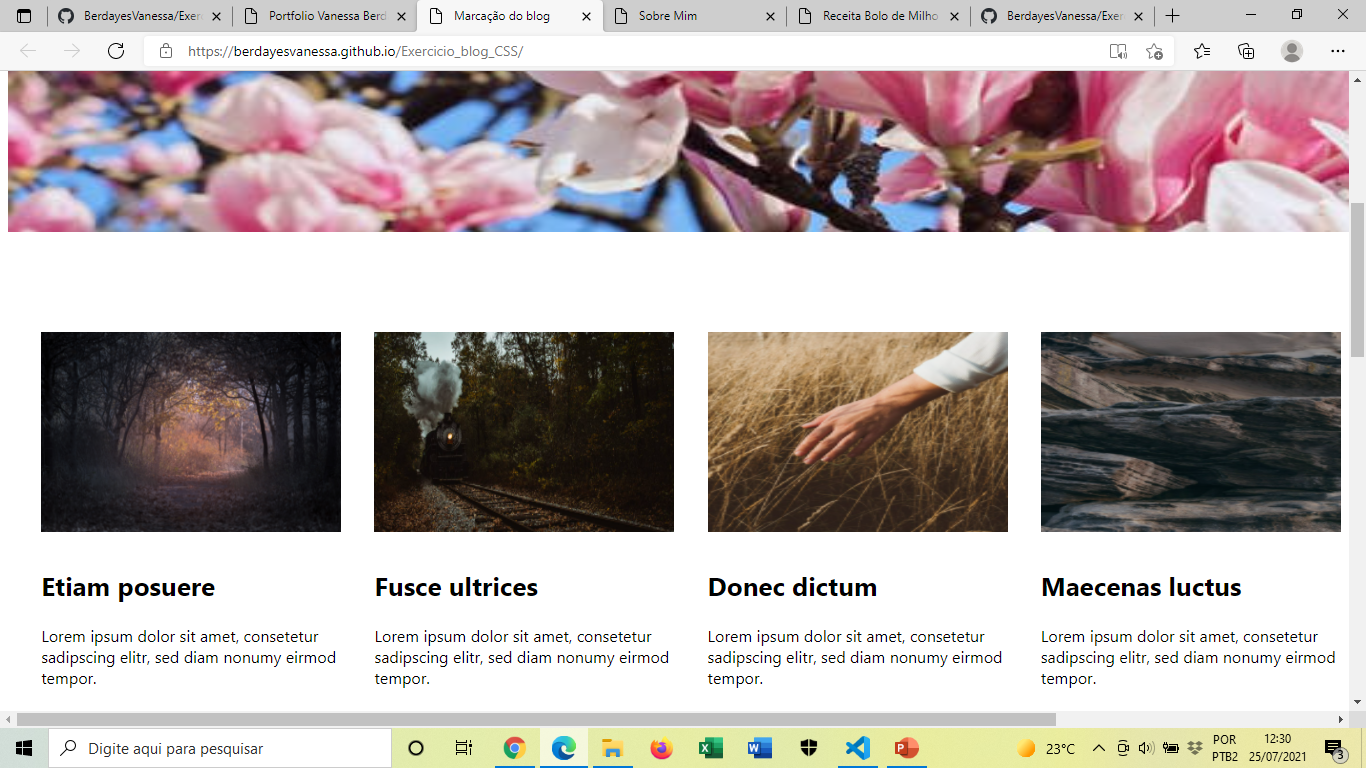 BerdayesVanessa/Exer
Portfolio Vanessa Berd
Marcação do blog
Sobre Mim
Receita Bolo de Milho
BerdayesVanessa/Exer
https://berdayesvanessa.github.io/Exercicio_blog_CSS/
Etiam posuere
Fusce ultrices
Donec dictum
Maecenas luctus
Lorem ipsum dolor sit amet, consetetur
sadipscing elitr, sed diam nonumy eirmod
tempor.
Lorem ipsum dolor sit amet, consetetur
sadipscing elitr, sed diam nonumy eirmod
tempor.
Lorem ipsum dolor sit amet, consetetur
sadipscing elitr, sed diam nonumy eirmod
tempor.
Lorem ipsum dolor sit amet, consetetur
sadipscing elitr, sed diam nonumy eirmod
tempor.
Digite aqui para pesquisar
23°C
POR
PTB2
12:30
25/07/2021
3